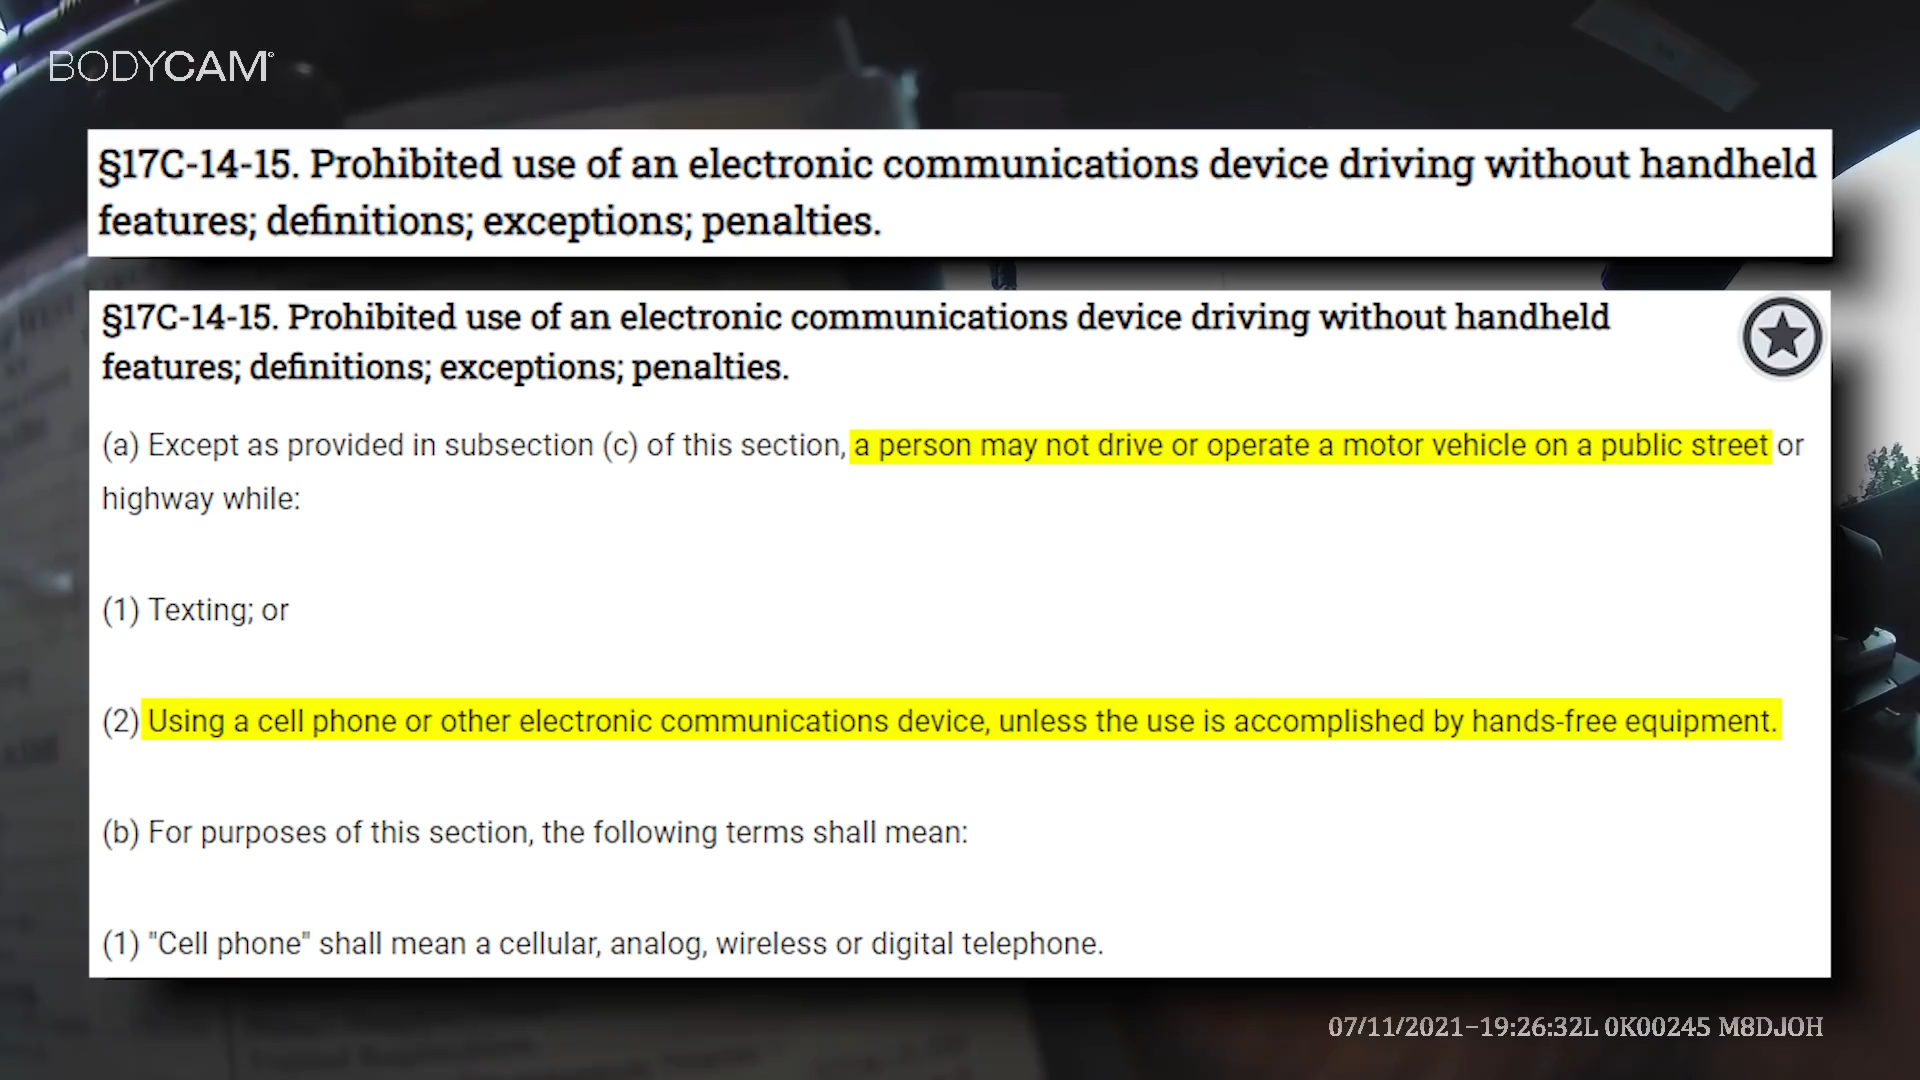 BODYCAM
§17C-14-15. Prohibited use of an electronic communications device driving without handheld
features; definitions; exceptions; penalties.
§17C-14-15. Prohibited use of an electronic communications device driving without handheld
features; definitions; exceptions; penalties.
(a) Except as provided in subsection (c) of this section, a person may not drive or operate a motor vehicle on a public street or
highway while:
(1) Texting; or
(2) Using a cell phone or other electronic communications device, unless the use is accomplished by hands-free equipment.
(b) For purposes of this section, the following terms shall mean:
(1) "Cell phone" shall mean a cellular, analog, wireless or digital telephone.
07/11/2021-19:26:32L 0K00245 M8DJOH